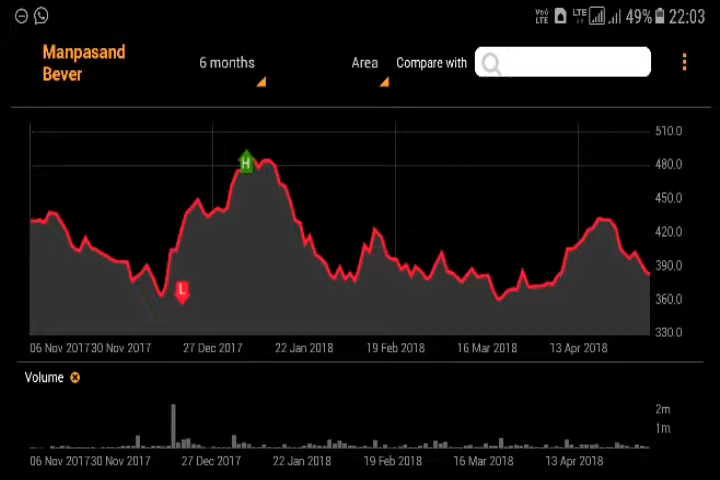 Vo)) LTE LTE 49% 22:03
Manpasand Bever
6 months
Area
Compare with
510.0
H
480.0
450.0
420.0
390.0
L
360.0
330.0
06 Nov 2017 30 Nov 2017 27 Dec 2017 22 Jan 2018 19 Feb 2018 16 Mar 2018 13 Apr 2018
Volume
2m
1m
06 Nov 2017 30 Nov 2017 27 Dec 2017 22 Jan 2018 19 Feb 2018 16 Mar 2018 13 Apr 2018